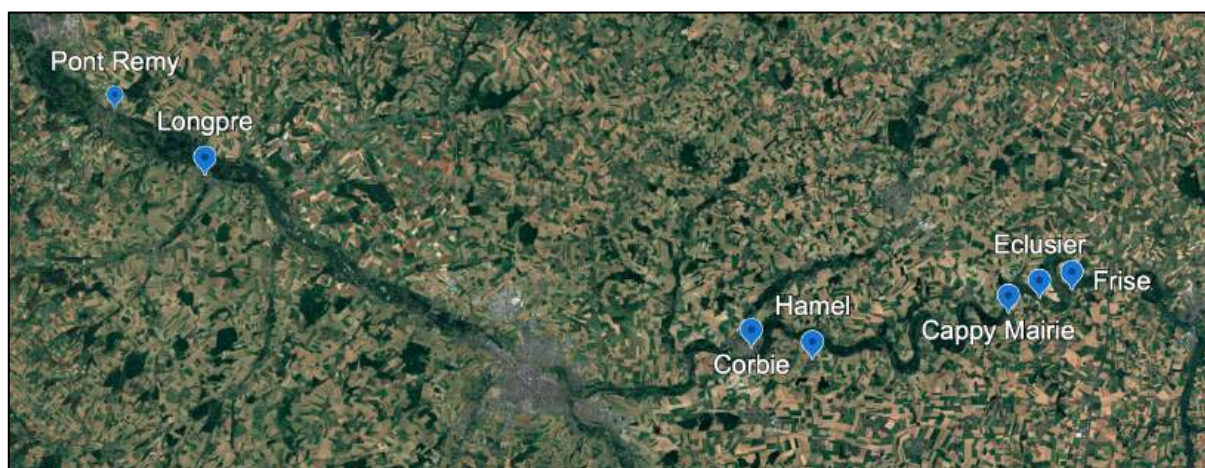 Pont Remy
Longpre
Eclusier
Frise
Hamel
Cappy Mairie
Corbie